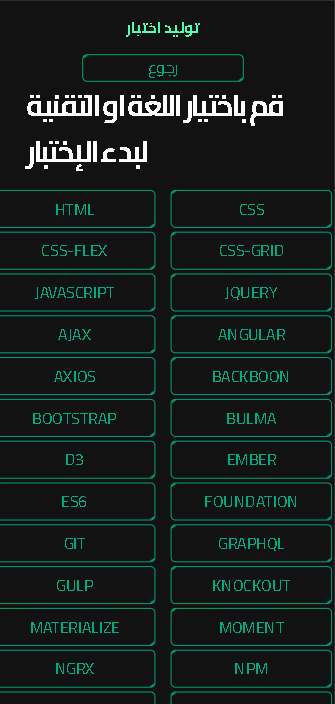 توليد اختبار
رجوع
قم باختيار اللغة او التقنية
لبدء الإختبار
HTML
CSS
CSS-FLEX
CSS-GRID
JAVASCRIPT
JQUERY
AJAX
ANGULAR
AXIOS
BACKBOON
BOOTSTRAP
BULMA
D3
EMBER
ES6
FOUNDATION
GIT
GRAPHQL
GULP
KNOCKOUT
MATERIALIZE
MOMENT
NGRX
NPM